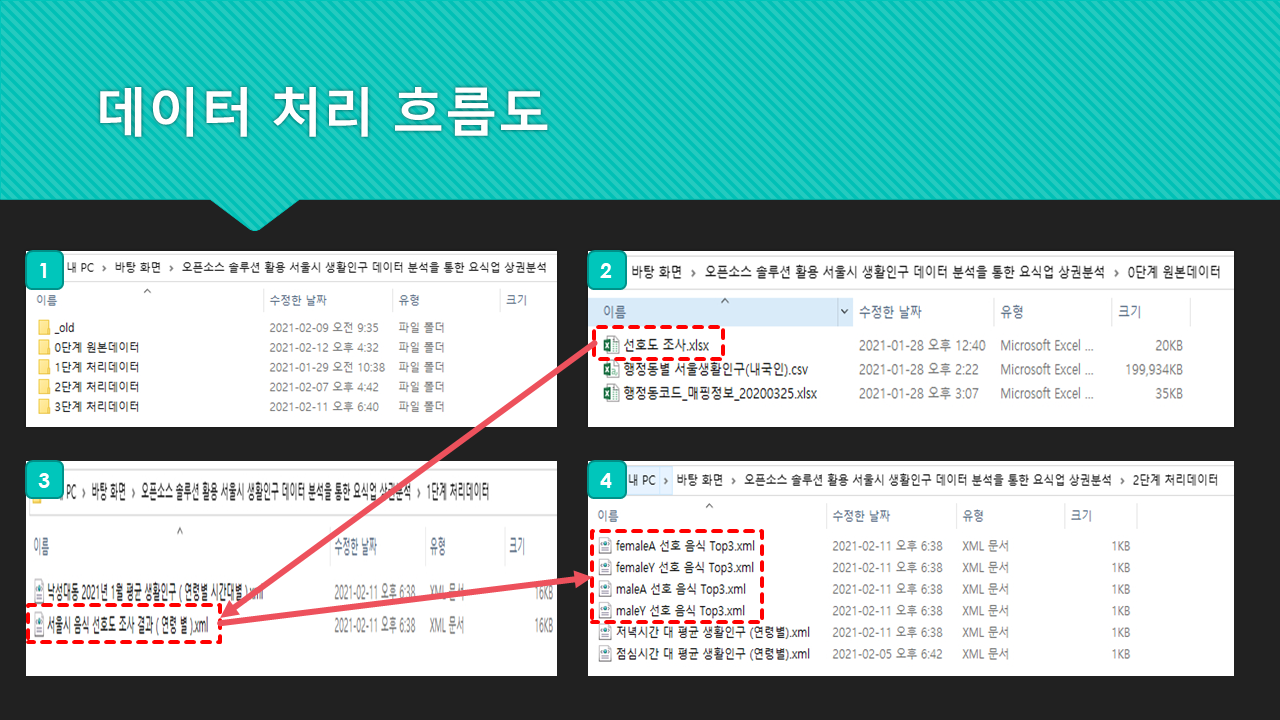 데이터 처리 흐름도
1
내 PC › 바탕 화면 › 오픈소스 솔루션 활용 서울시 생활인구 데이터 분석을 통한 요식업 상권분석
이름 수정한 날짜 유형 크기
_old 2021-02-09 오전 9:35 파일 폴더
0단계 원본데이터 2021-02-12 오후 4:32 파일 폴더
1단계 처리데이터 2021-01-29 오전 10:38 파일 폴더
2단계 처리데이터 2021-02-07 오후 4:42 파일 폴더
3단계 처리데이터 2021-02-11 오후 6:40 파일 폴더
2
바탕 화면 › 오픈소스 솔루션 활용 서울시 생활인구 데이터 분석을 통한 요식업 상권분석 › 0단계 원본데이터
이름 수정한 날짜 유형 크기
선호도 조사.xlsx 2021-01-28 오후 12:40 Microsoft Excel ... 20KB
행정동별 서울생활인구(내국인).csv 2021-01-28 오후 2:22 Microsoft Excel ... 199,934KB
행정동코드_매핑정보_20200325.xlsx 2021-01-28 오후 3:07 Microsoft Excel ... 35KB
3
PC › 바탕 화면 › 오픈소스 솔루션 활용 서울시 생활인구 데이터 분석을 통한 요식업 상권분석 › 1단계 처리데이터
이름 수정한 날짜 유형 크기
낙성대동 2021년 1월 평균 생활인구 ( 연령별 시간대별 ).xml 2021-02-11 오후 6:38 XML 문서 16KB
서울시 음식 선호도 조사 결과 ( 연령 별 ).xml 2021-02-11 오후 6:38 XML 문서 16KB
4
내 PC › 바탕 화면 › 오픈소스 솔루션 활용 서울시 생활인구 데이터 분석을 통한 요식업 상권분석 › 2단계 처리데이터
이름 수정한 날짜 유형 크기
femaleA 선호 음식 Top3.xml 2021-02-11 오후 6:38 XML 문서 1KB
femaleY 선호 음식 Top3.xml 2021-02-11 오후 6:38 XML 문서 1KB
maleA 선호 음식 Top3.xml 2021-02-11 오후 6:38 XML 문서 1KB
maleY 선호 음식 Top3.xml 2021-02-11 오후 6:38 XML 문서 1KB
저녁시간 대 평균 생활인구 (연령별).xml 2021-02-11 오후 6:38 XML 문서 1KB
점심시간 대 평균 생활인구 (연령별).xml 2021-02-05 오후 6:42 XML 문서 1KB